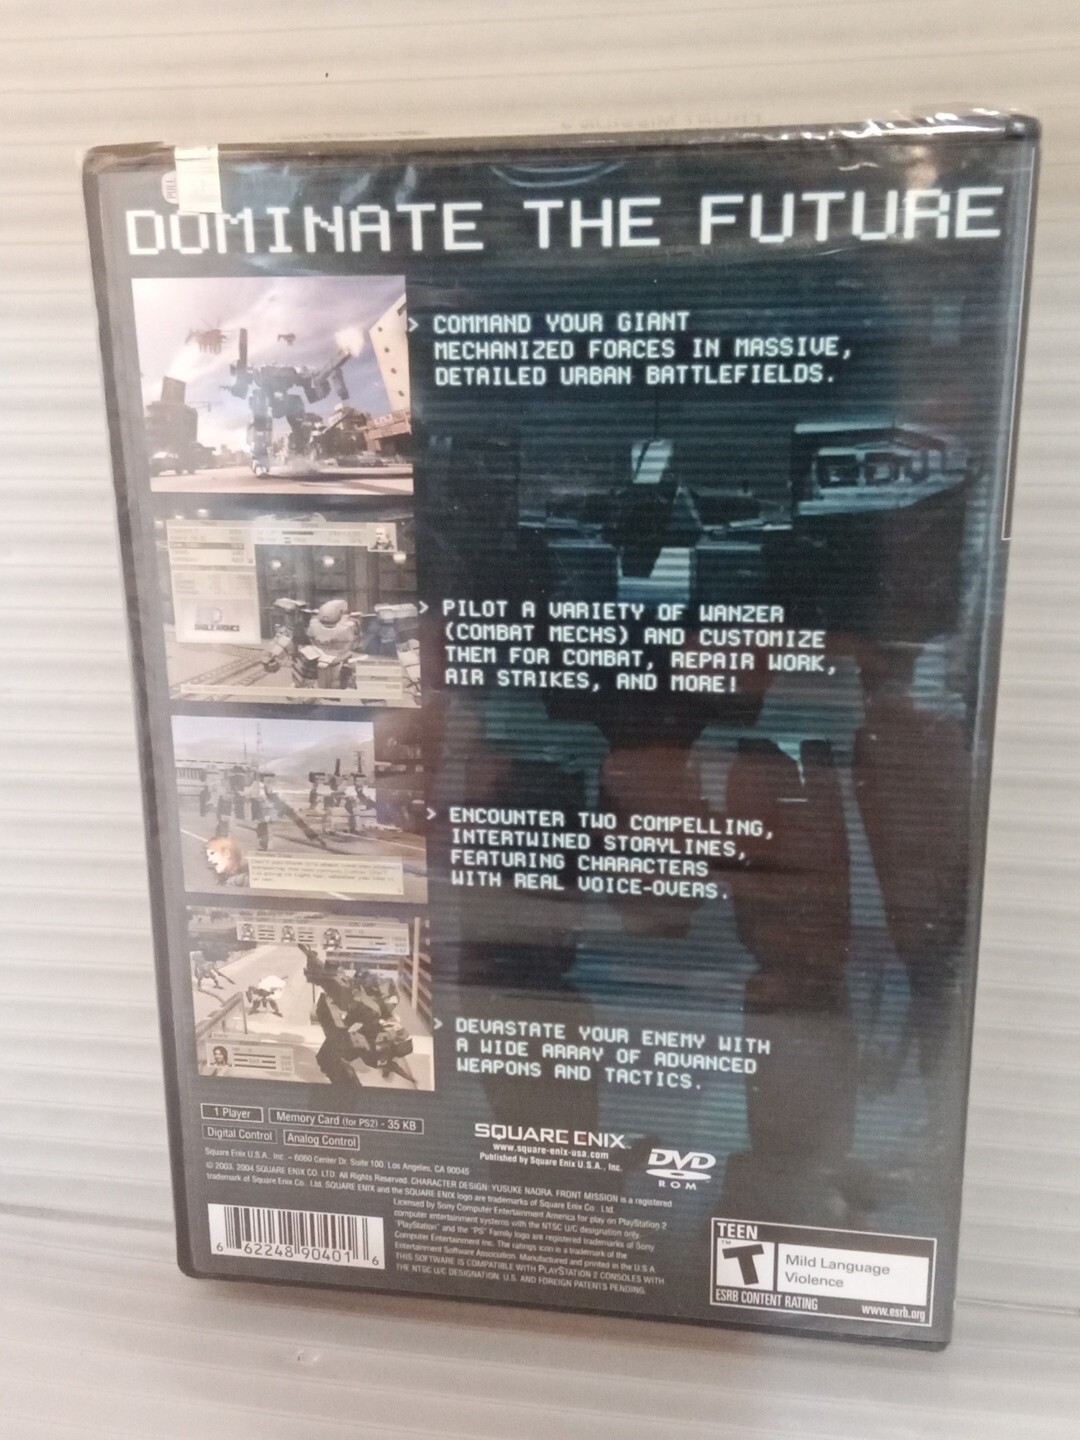 PULL
DOMINATE THE FUTURE
> COMMAND YOUR GIANT
MECHANIZED FORCES IN MASSIVE,
DETAILED URBAN BATTLEFIELDS.
> PILOT A VARIETY OF WANZER
(COMBAT MECHS) AND CUSTOMIZE
THEM FOR COMBAT, REPAIR WORK,
AIR STRIKES, AND MORE!
> ENCOUNTER TWO COMPELLING,
INTERTWINED STORYLINES,
FEATURING CHARACTERS
WITH REAL VOICE-OVERS.
> DEVASTATE YOUR ENEMY WITH
A WIDE ARRAY OF ADVANCED
WEAPONS AND TACTICS.
1 Player
Memory Card (for PS2) - 35 KB
Digital Control
Analog Control
SQUARE ENIX
www.square-enix-usa.com
Published by Square Enix U.S.A., Inc.
DVD
ROM
Square Enix U.S.A., Inc. – 6060 Center Dr. Suite 100, Los Angeles, CA 90045
© 2003, 2004 SQUARE ENIX CO. LTD. All Rights Reserved. CHARACTER DESIGN: YUSUKE NAORA. FRONT MISSION is a registered
trademark of Square Enix Co., Ltd. SQUARE ENIX and the SQUARE ENIX logo are trademarks of Square Enix Co., Ltd.
Licensed by Sony Computer Entertainment America for play on PlayStation 2
computer entertainment systems with the NTSC U/C designation only.
"PlayStation" and the "PS" Family logo are registered trademarks of Sony
Computer Entertainment Inc. The ratings icon is a trademark of the
Entertainment Software Association. Manufactured and printed in the U.S.A.
THIS SOFTWARE IS COMPATIBLE WITH PLAYSTATION 2 CONSOLES WITH
THE NTSC U/C DESIGNATION. U.S. AND FOREIGN PATENTS PENDING.
6 62248 90401 6
TEEN
T
TM
Mild Language
Violence
ESRB CONTENT RATING
www.esrb.org